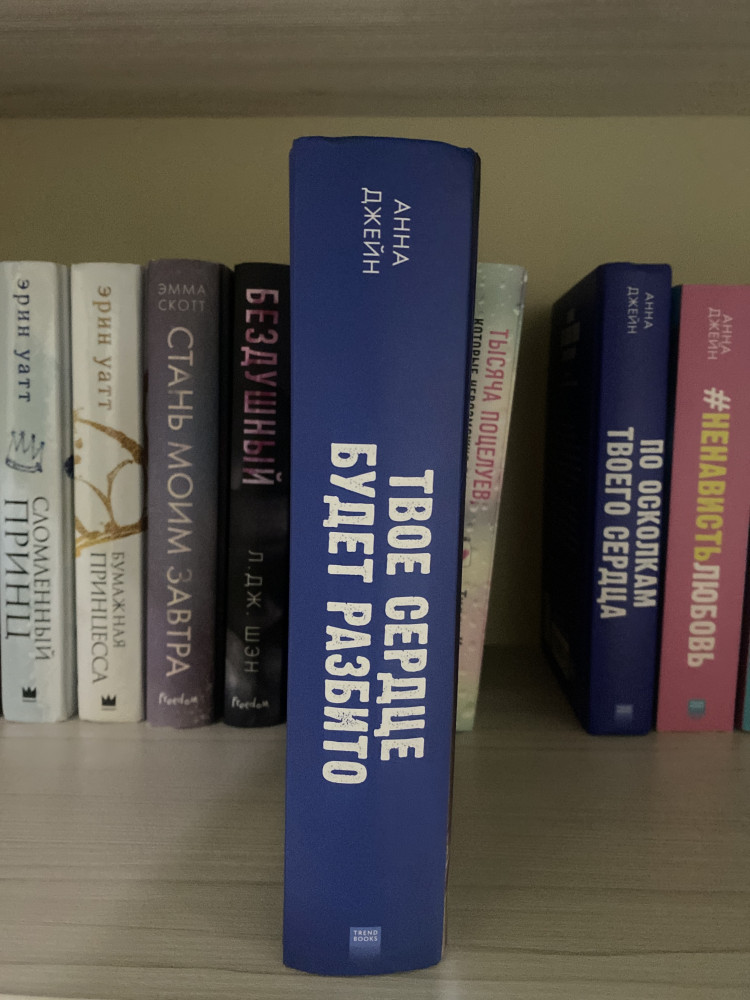 ЭРИН УАТТ
СЛОМЛЕННЫЙ
ПРИНЦ
ЭРИН УАТТ
БУМАЖНАЯ
ПРИНЦЕССА
ЭММА
СКОТТ
СТАНЬ МОИМ ЗАВТРА
Freedom
БЕЗДУШНЫЙ
Л. ДЖ. ШЭН
Freedom
АННА
ДЖЕЙН
ТВОЕ СЕРДЦЕ
БУДЕТ РАЗБИТО
TREND
BOOKS
ТЫСЯЧА ПОЦЕЛУЕВ,
КОТОРЫЕ
АННА
ДЖЕЙН
ПО ОСКОЛКАМ
ТВОЕГО СЕРДЦА
АННА
ДЖЕЙН
#НЕНАВИСТЬЛЮБОВЬ